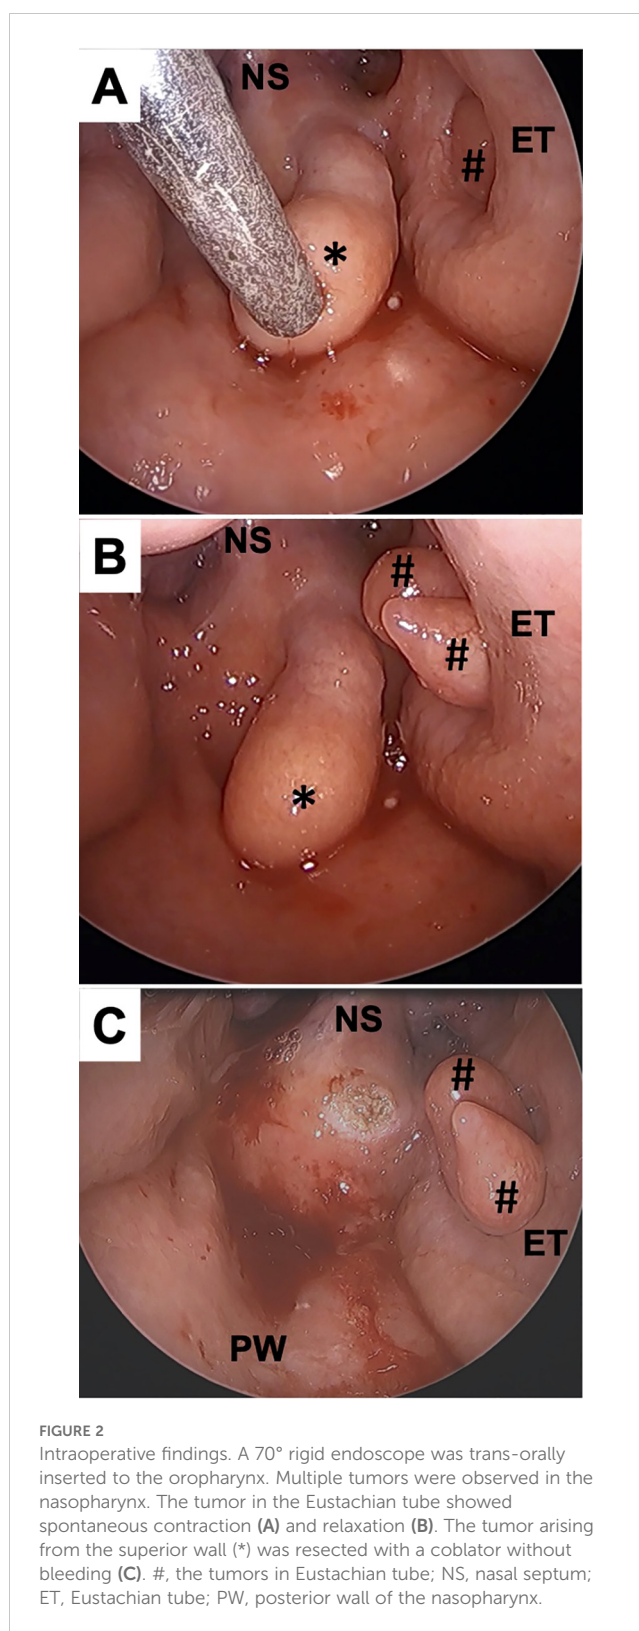 A
NS
ET
#
*
B
NS
#
ET
#
*
C
NS
#
#
ET
PW
FIGURE 2
Intraoperative findings. A 70° rigid endoscope was trans-orally
inserted to the oropharynx. Multiple tumors were observed in the
nasopharynx. The tumor in the Eustachian tube showed
spontaneous contraction (A) and relaxation (B). The tumor arising
from the superior wall (*) was resected with a coblator without
bleeding (C). #, the tumors in Eustachian tube; NS, nasal septum;
ET, Eustachian tube; PW, posterior wall of the nasopharynx.